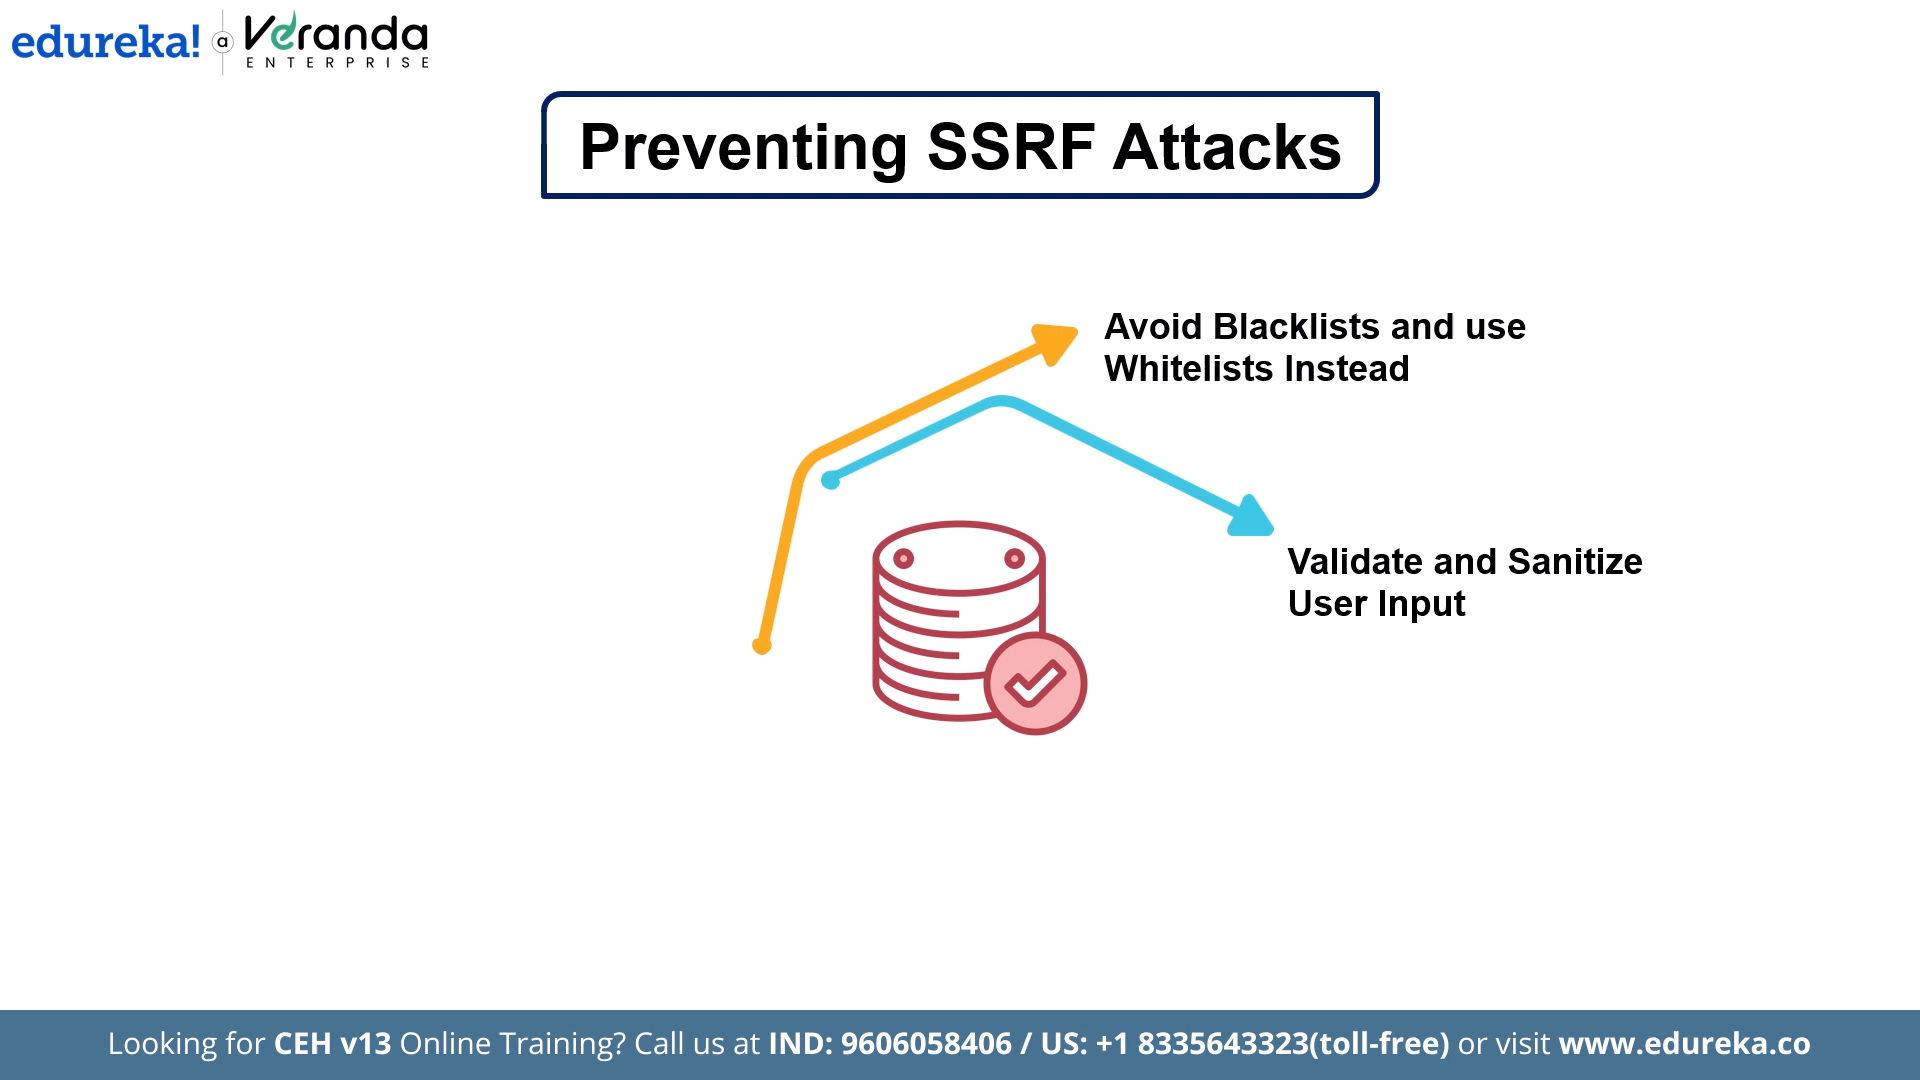 edureka! a Veranda
ENTERPRISE
Preventing SSRF Attacks
Avoid Blacklists and use
Whitelists Instead
Validate and Sanitize
User Input
Looking for CEH v13 Online Training? Call us at IND: 9606058406 / US: +1 8335643323(toll-free) or visit www.edureka.co